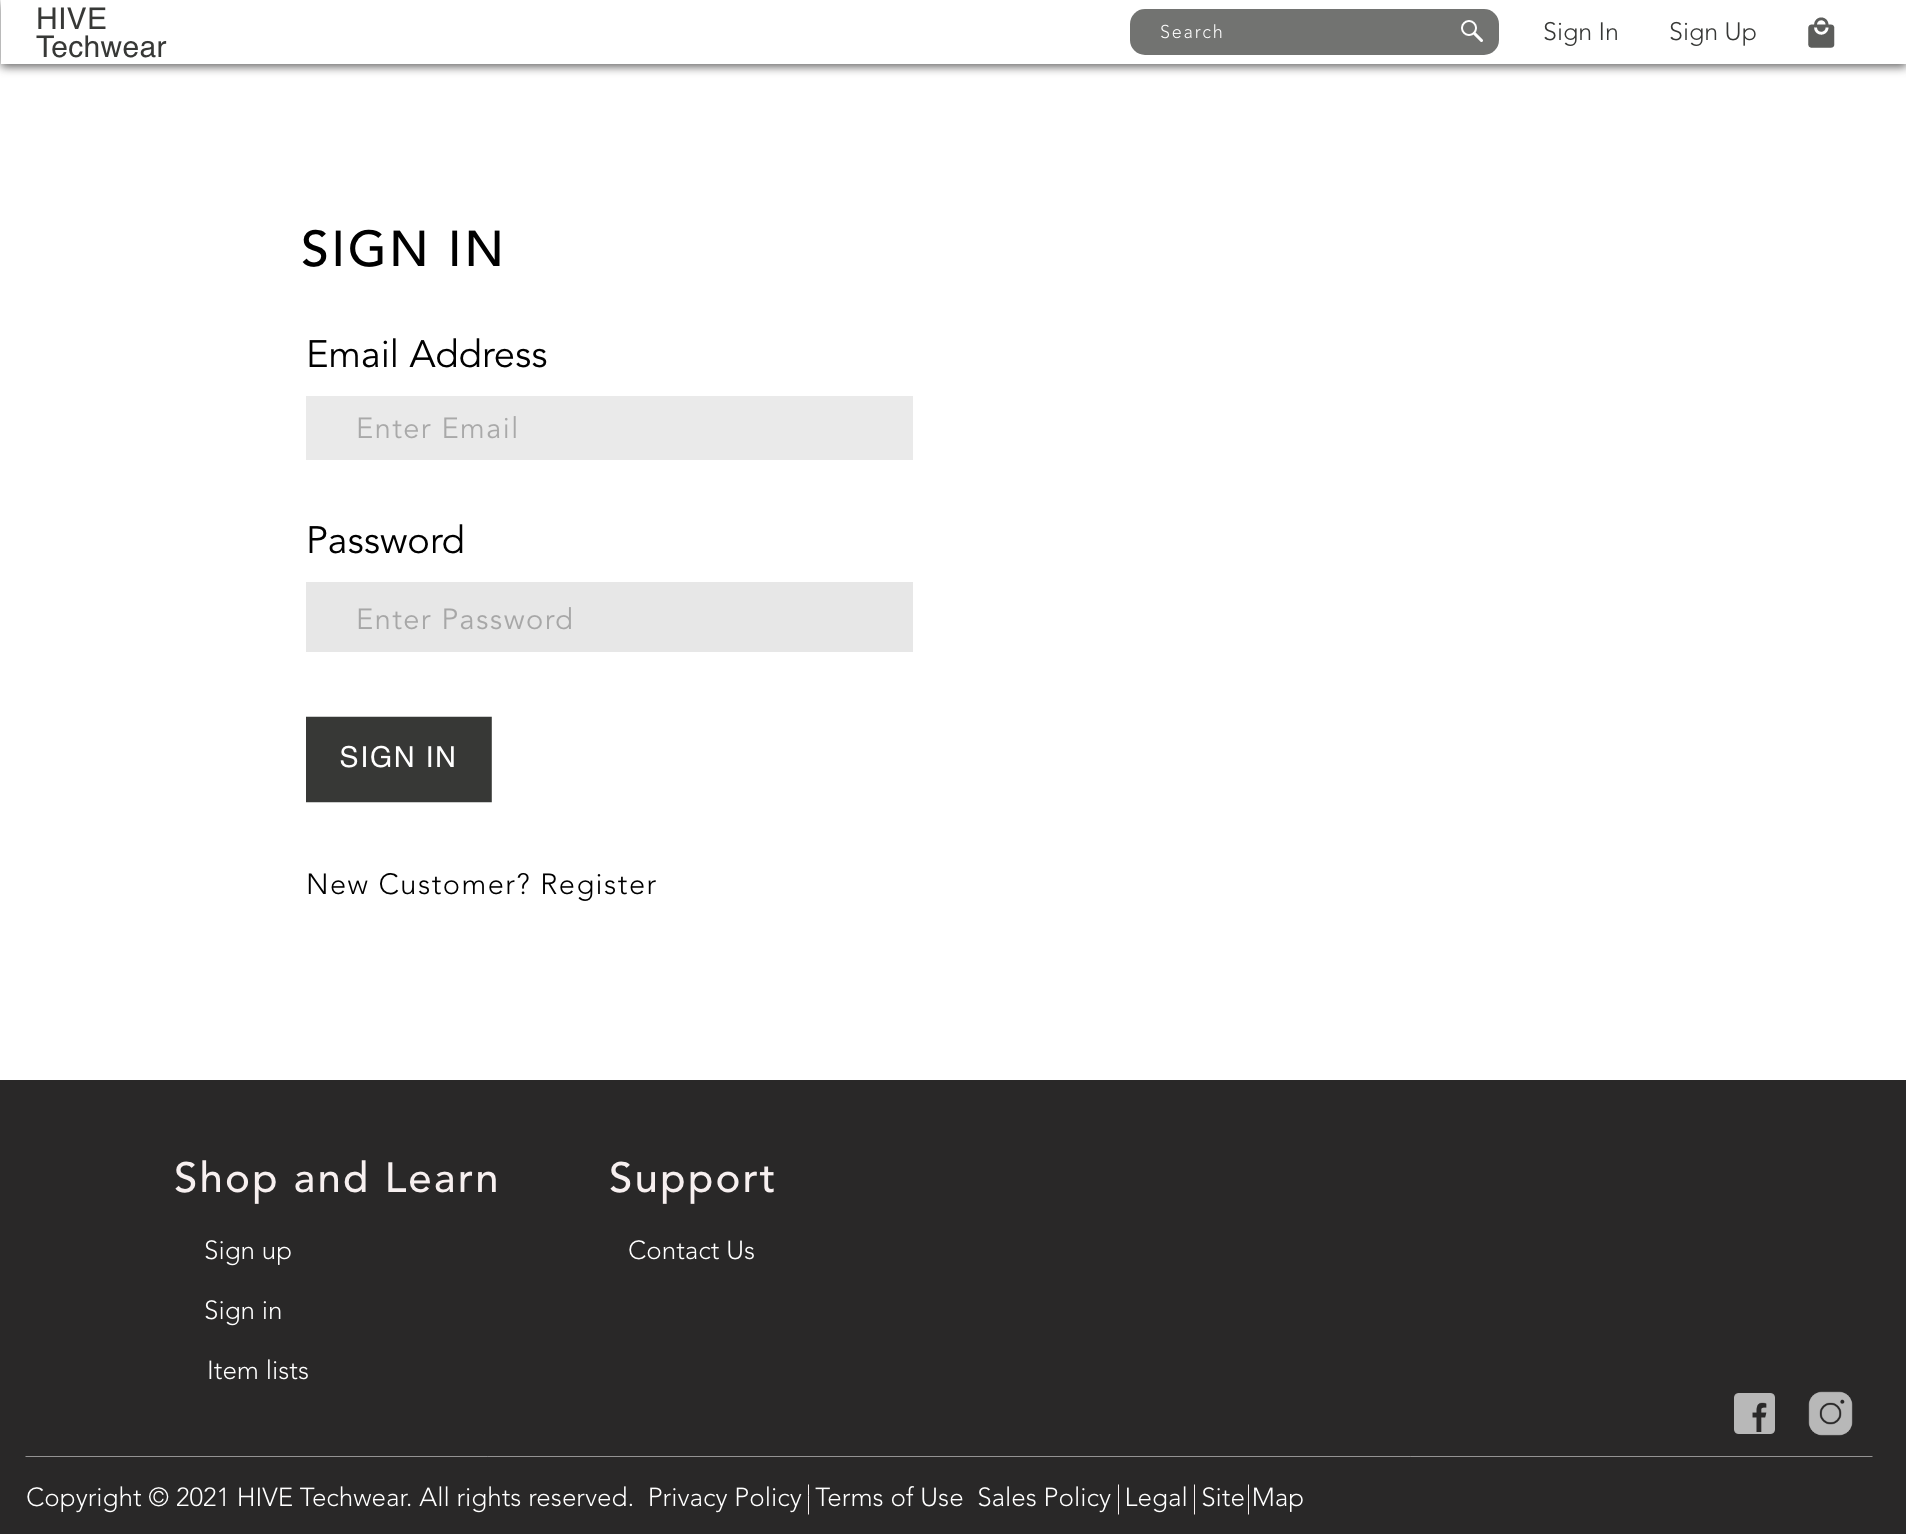 HIVE
Techwear
Search
Sign In
Sign Up
SIGN IN
Email Address
Enter Email
Password
Enter Password
SIGN IN
New Customer? Register
Shop and Learn
Support
Sign up
Contact Us
Sign in
Item lists
Copyright © 2021 HIVE Techwear. All rights reserved. Privacy Policy | Terms of Use Sales Policy | Legal | Site|Map